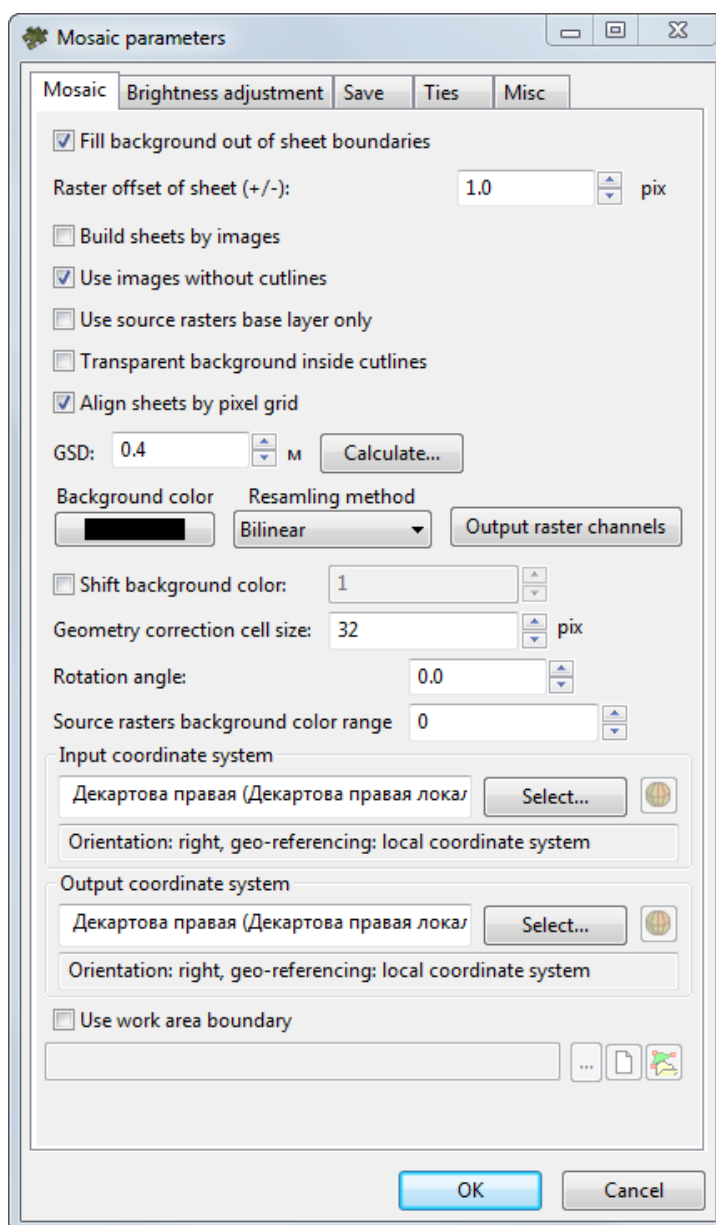 Mosaic parameters
Mosaic Brightness adjustment Save Ties Misc
Fill background out of sheet boundaries
Raster offset of sheet (+/-): 1.0 pix
Build sheets by images
Use images without cutlines
Use source rasters base layer only
Transparent background inside cutlines
Align sheets by pixel grid
GSD: 0.4 м Calculate...
Background color Resamling method
Bilinear Output raster channels
Shift background color: 1
Geometry correction cell size: 32 pix
Rotation angle: 0.0
Source rasters background color range 0
Input coordinate system
Декартова правая (Декартова правая локал Select...
Orientation: right, geo-referencing: local coordinate system
Output coordinate system
Декартова правая (Декартова правая локал Select...
Orientation: right, geo-referencing: local coordinate system
Use work area boundary
...
OK Cancel